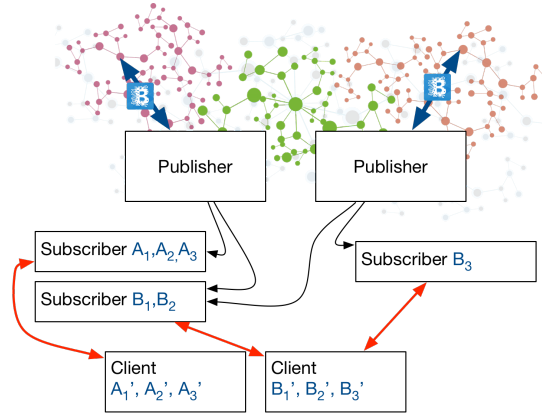 B
B
Publisher
Publisher
Subscriber A₁,A₂,A₃
Subscriber B₃
Subscriber B₁,B₂
Client
A₁’, A₂’, A₃’
Client
B₁’, B₂’, B₃’